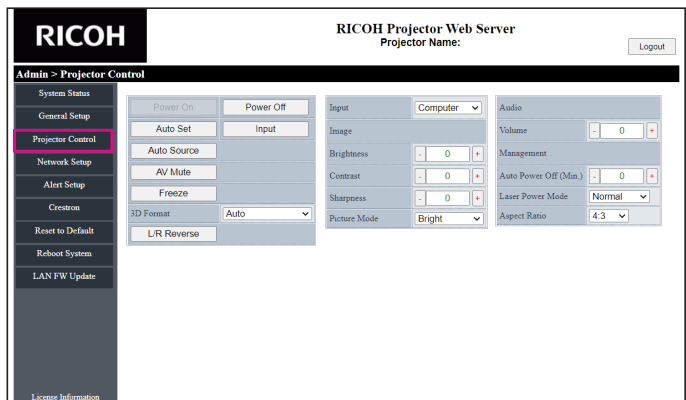 RICOH
RICOH Projector Web Server
Projector Name:
Logout
Admin > Projector Control
System Status
General Setup
Projector Control
Network Setup
Alert Setup
Crestron
Reset to Default
Reboot System
LAN FW Update
License Information
Power On Power Off
Auto Set Input
Auto Source
AV Mute
Freeze
3D Format Auto
L/R Reverse
Input Computer
Image
Brightness - 0 +
Contrast - 0 +
Sharpness - 0 +
Picture Mode Bright
Audio
Volume - 0 +
Management
Auto Power Off (Min.) - 0 +
Laser Power Mode Normal
Aspect Ratio 4:3